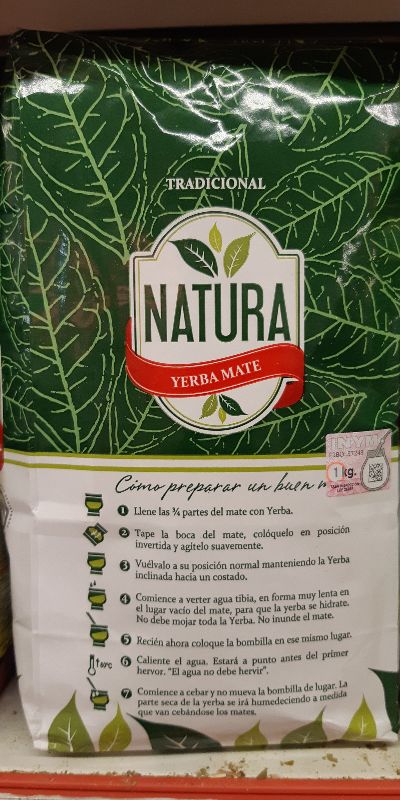 TRADICIONAL
NATURA
YERBA MATE
INYM
1 kg.
Cómo preparar un buen
1 Llene las ¾ partes del mate con Yerba.
2 Tape la boca del mate, colóquelo en posición
invertida y agítelo suavemente.
3 Vuélvalo a su posición normal manteniendo la Yerba
inclinada hacia un costado.
4 Comience a verter agua tibia, en forma muy lenta en
el lugar vacío del mate, para que la yerba se hidrate.
No debe mojar toda la Yerba. No inunde el mate.
5 Recién ahora coloque la bombilla en ese mismo lugar.
6 Caliente el agua. Estará a punto antes del primer
hervor. "El agua no debe hervir".
7 Comience a cebar y no mueva la bombilla de lugar. La
parte seca de la yerba se irá humedeciendo a medida
que van cebándose los mates.